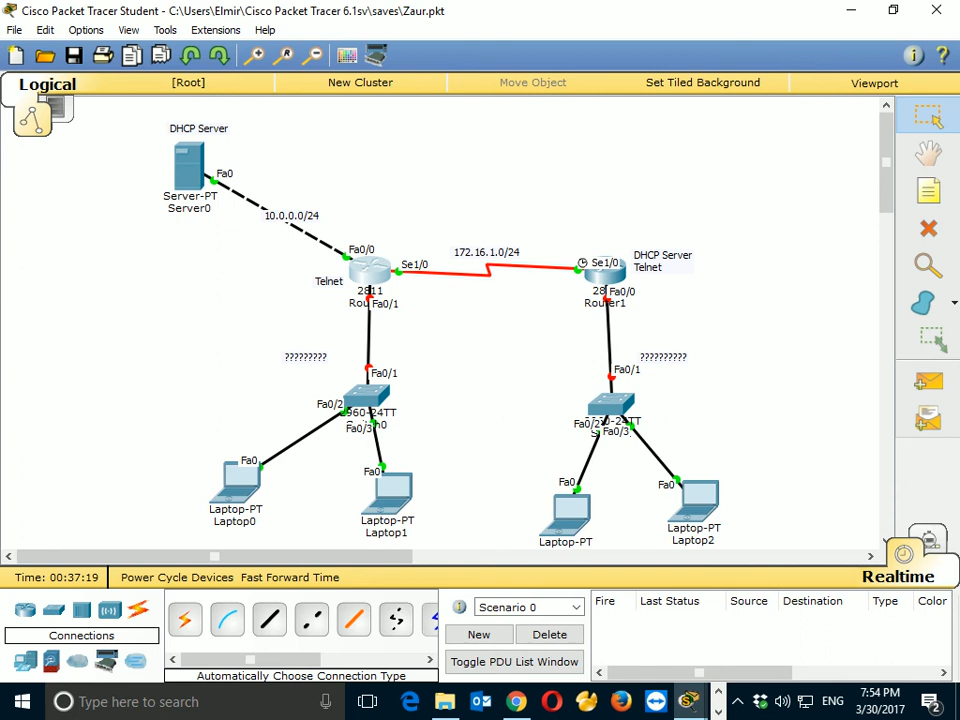 Cisco Packet Tracer Student - C:\Users\Elmir\Cisco Packet Tracer 6.1sv\saves\Zaur.pkt
File Edit Options View Tools Extensions Help
Logical [Root] New Cluster Move Object Set Tiled Background Viewport
DHCP Server
Fa0
Server-PT
Server0
10.0.0.0/24
Fa0/0
172.16.1.0/24
DHCP Server
Telnet
Se1/0
Se1/0
Telnet
2811
Fa0/1
Fa0/0
Router1
?????????
??????????
Fa0/1
Fa0/1
Fa0/2
Fa0/3
Fa0/2
Fa0/3
Fa0
Fa0
Fa0
Fa0
Laptop-PT
Laptop0
Laptop-PT
Laptop1
Laptop-PT
Laptop-PT
Laptop2
Time: 00:37:19 Power Cycle Devices Fast Forward Time Realtime
Scenario 0
Fire Last Status Source Destination Type Color
Connections
New Delete
Toggle PDU List Window
Automatically Choose Connection Type
Type here to search
ENG
7:54 PM
3/30/2017
2